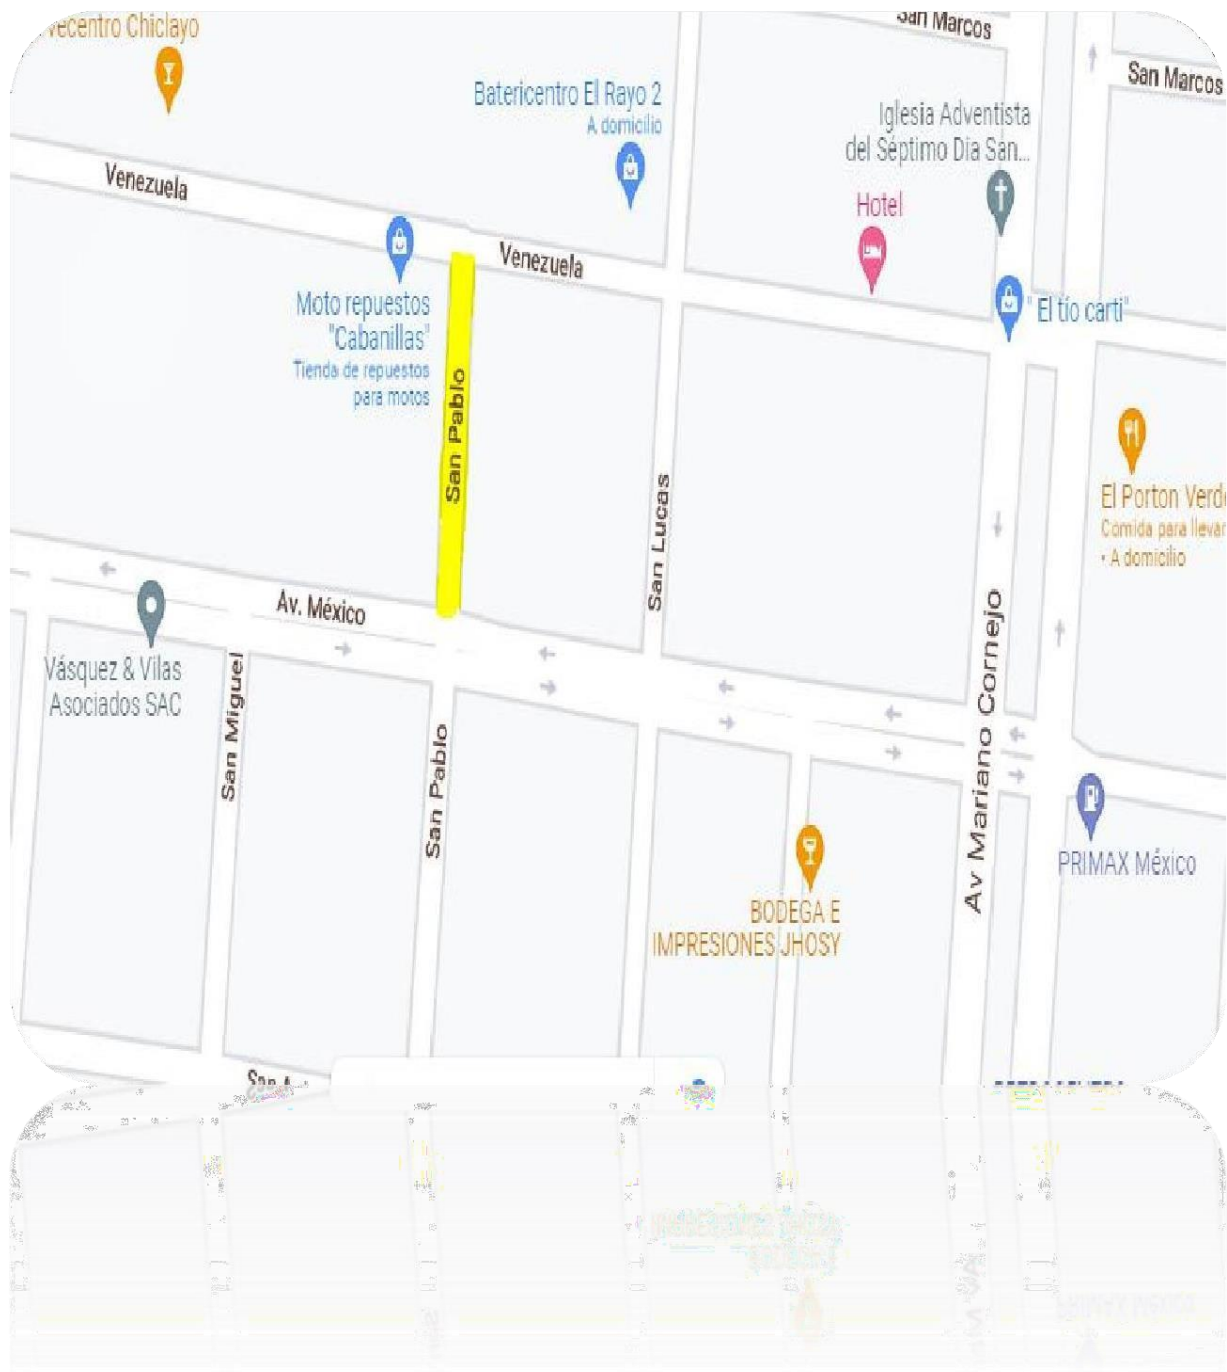 San Marcos
vecentro Chiclayo
San Marcos
Batericentro El Rayo 2
A domicilio
Iglesia Adventista
del Séptimo Dia San...
Venezuela
Hotel
Venezuela
Moto repuestos
"Cabanillas"
Tienda de repuestos
para motos
" El tío carti"
San Pablo
San Lucas
El Porton Verde
Comida para llevar
• A domicilio
Av. México
Av Mariano Cornejo
Vásquez & Vilas
Asociados SAC
San Miguel
San Pablo
PRIMAX México
BODEGA E
IMPRESIONES JHOSY
San